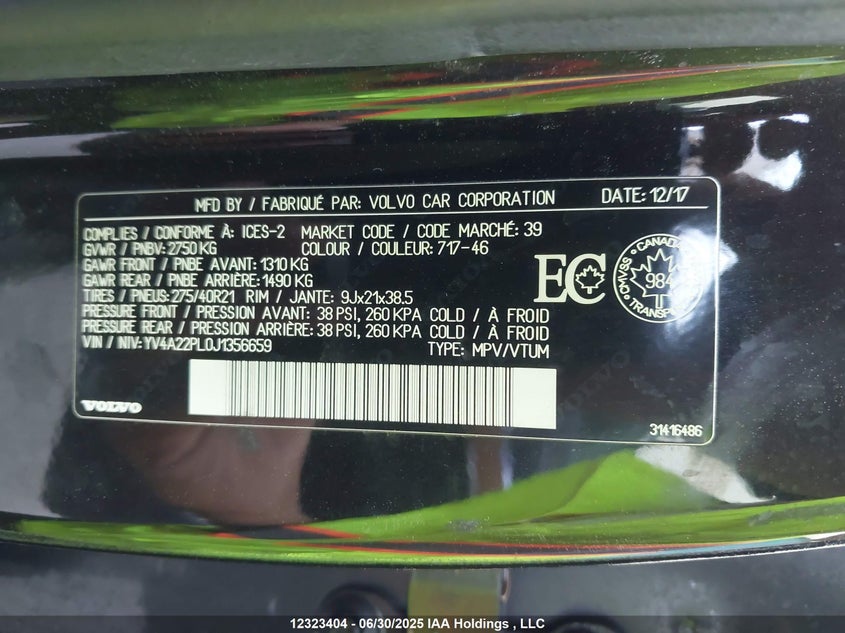 MFD BY / FABRIQUÉ PAR: VOLVO CAR CORPORATION DATE: 12/17
COMPLIES / CONFORME À: ICES-2 MARKET CODE / CODE MARCHÉ: 39
GVWR / PNBV: 2750 KG COLOUR / COULEUR: 717-46
GAWR FRONT / PNBE AVANT: 1310 KG
GAWR REAR / PNBE ARRIÈRE: 1490 KG
TIRES / PNEUS: 275/40R21 RIM / JANTE: 9Jx21x38.5
PRESSURE FRONT / PRESSION AVANT: 38 PSI, 260 KPA COLD / À FROID
PRESSURE REAR / PRESSION ARRIÈRE: 38 PSI, 260 KPA COLD / À FROID
VIN / NIV: YV4A22PL0J1356659 TYPE: MPV/VTUM
EC
CANADA
984
CMVSS
VOLVO
31416486
12323404 - 06/30/2025 IAA Holdings , LLC